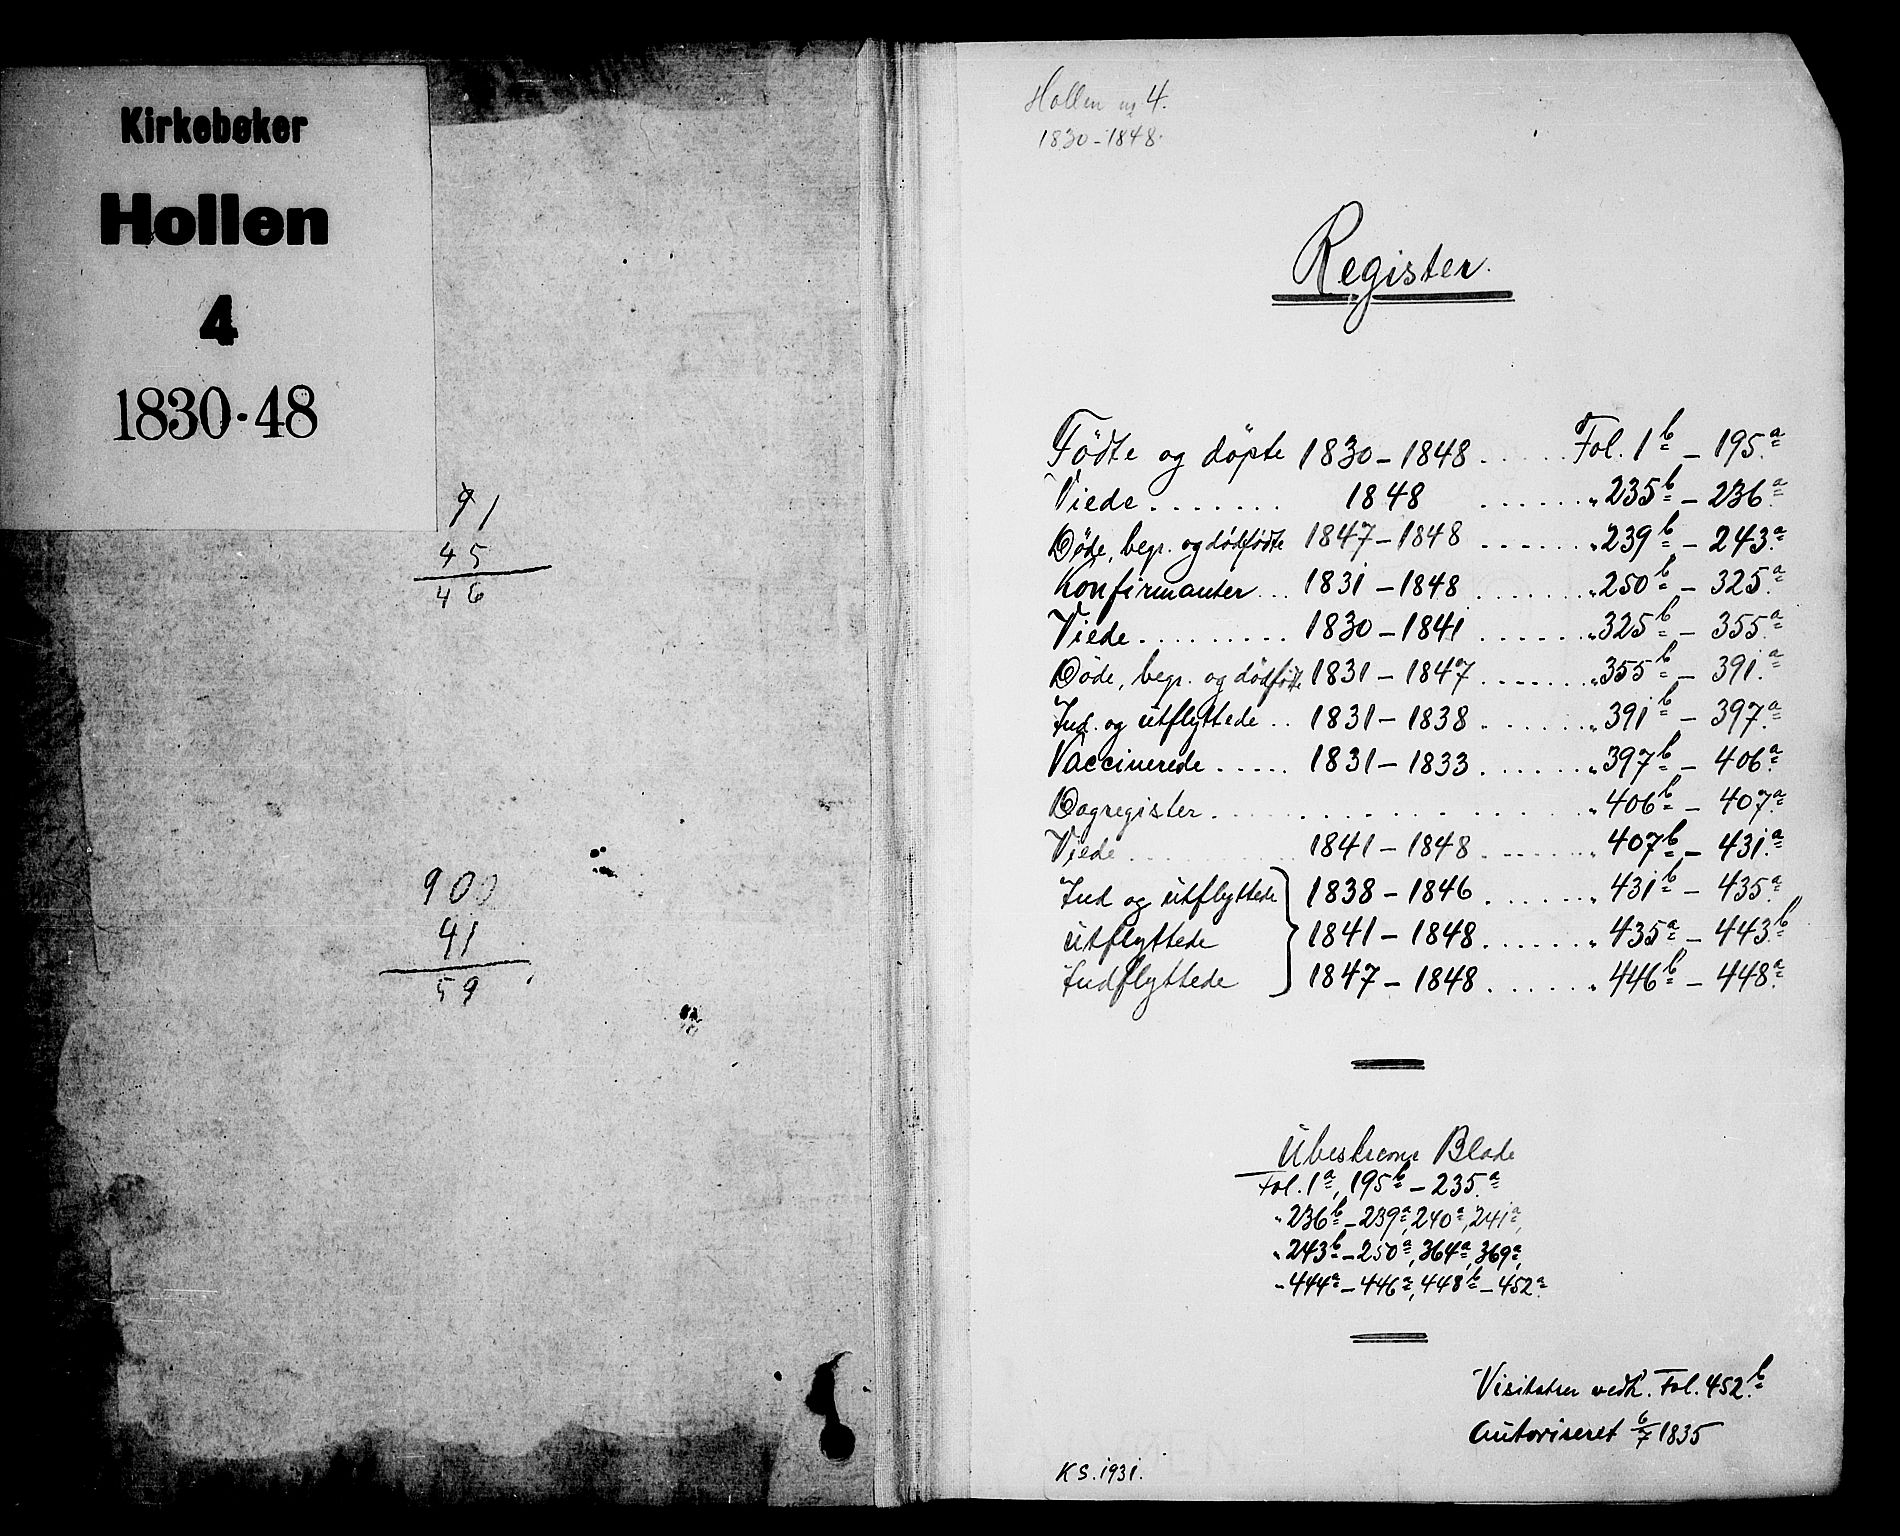 Kirkebøker
Hollen
4
1830-48
91
45
46
900
41
59
Hollen nr 4.
1830-1848.
Register.
Fødte og døpte 1830-1848 ..... Fol. 1b - 195a
Viede ....... 1848 ...... " 235b - 236a
Døde, begr. og dødfødte 1847-1848 ...... " 239b - 243a
Konfirmanter ... 1831-1848 ...... " 250b - 325a
Viede ......... 1830-1841 ...... " 325b - 355a
Døde, begr. og dødfødte 1831-1847 ....... " 355b - 391a
Ind. og utflyttede .. 1831-1838 ...... " 391b - 397a
Vaccinerede ..... 1831-1833 ....... " 397b - 406a
Dagregister ............ " 406b - 407a
Viede ......... 1841-1848 ....... " 407b - 431a
Ind og utflyttede } 1838-1846 ...... " 431b - 435a
utflyttede 1841-1848 ....... " 435a - 443b
Indflyttede 1847-1848 ...... " 446b - 448a
Ubeskrevne Blade
Fol. 1a, 195b - 235a
" 236b - 239a, 240a, 241a,
" 243b - 250a, 364a, 369a,
" 444a - 446a, 448b - 452a
Visitatser vedk. Fol. 452b
Autoriseret 6/7 1835
KS. 1931.